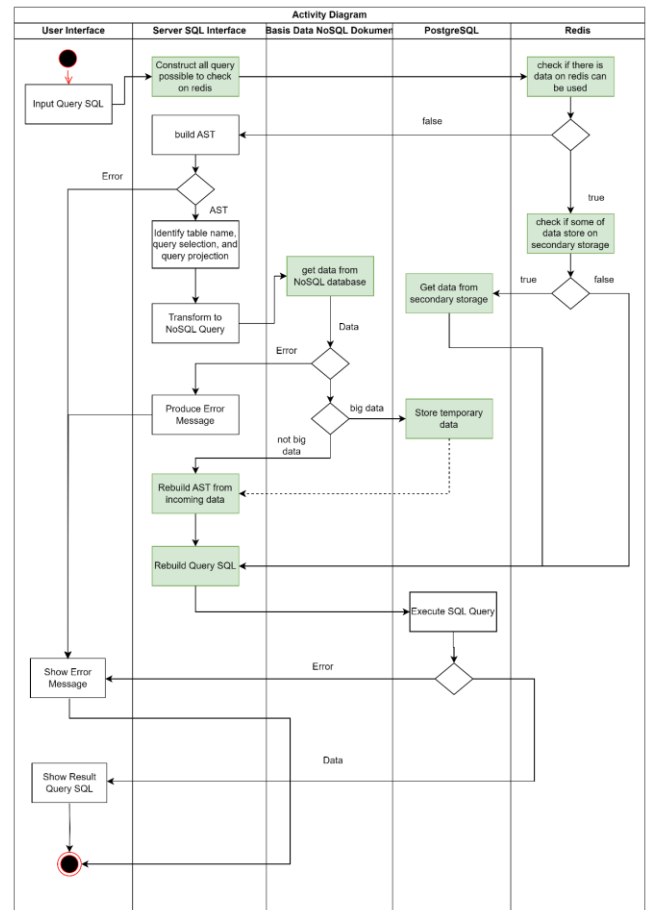 Activity Diagram
User Interface
Server SQL Interface
Basis Data NoSQL Dokumen
PostgreSQL
Redis
Input Query SQL
Construct all query
possible to check
on redis
check if there is
data on redis can
be used
false
build AST
Error
AST
true
Identify table name,
query selection, and
query projection
check if some of
data store on
secondary storage
get data from
NoSQL database
true
false
Get data from
secondary storage
Transform to
NoSQL Query
Data
Error
Produce Error
Message
big data
Store temporary
data
not big
data
Rebuild AST from
incoming data
Rebuild Query SQL
Execute SQL Query
Show Error
Message
Error
Data
Show Result
Query SQL